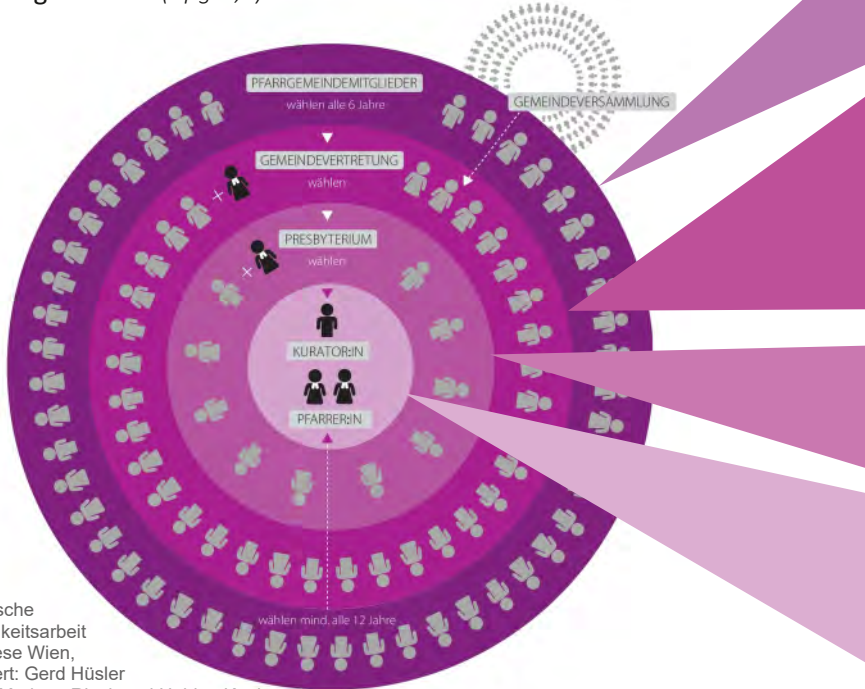 PFARRGEMEINDEMITGLIEDER
wählen alle 6 Jahre
GEMEINDEVERSAMMLUNG
GEMEINDEVERTRETUNG
wählen
PRESBYTERIUM
wählen
KURATOR:IN
PFARRER:IN
wählen mind. alle 12 Jahre
sche
keitsarbeit
ese Wien,
ert: Gerd Hüsler